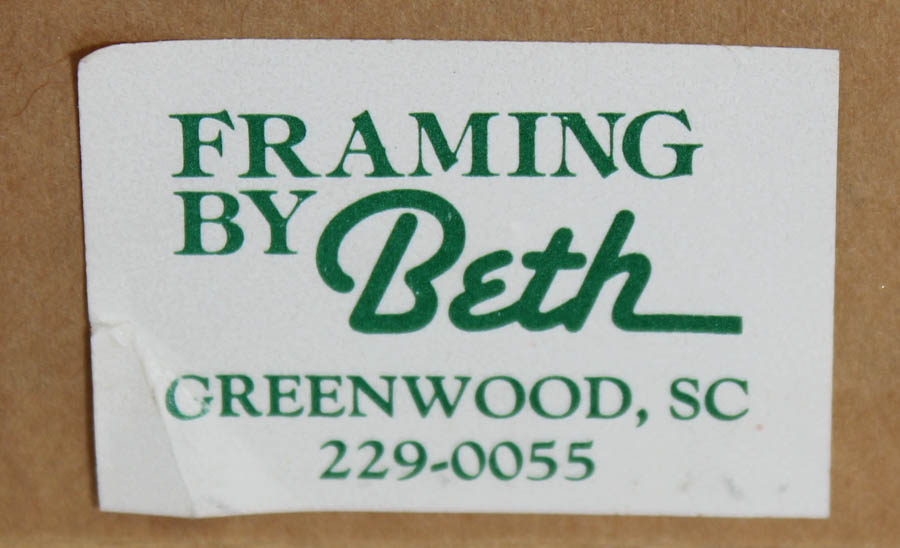 FRAMING
BY Beth
GREENWOOD, SC
229-0055